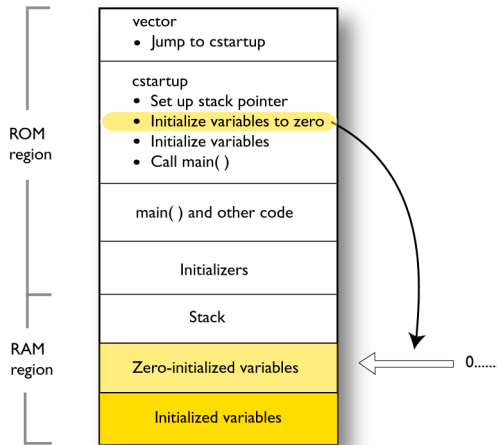 vector
• Jump to cstartup
cstartup
• Set up stack pointer
• Initialize variables to zero
• Initialize variables
• Call main( )
ROM
region
main( ) and other code
Initializers
Stack
RAM
region
Zero-initialized variables
0.......
Initialized variables